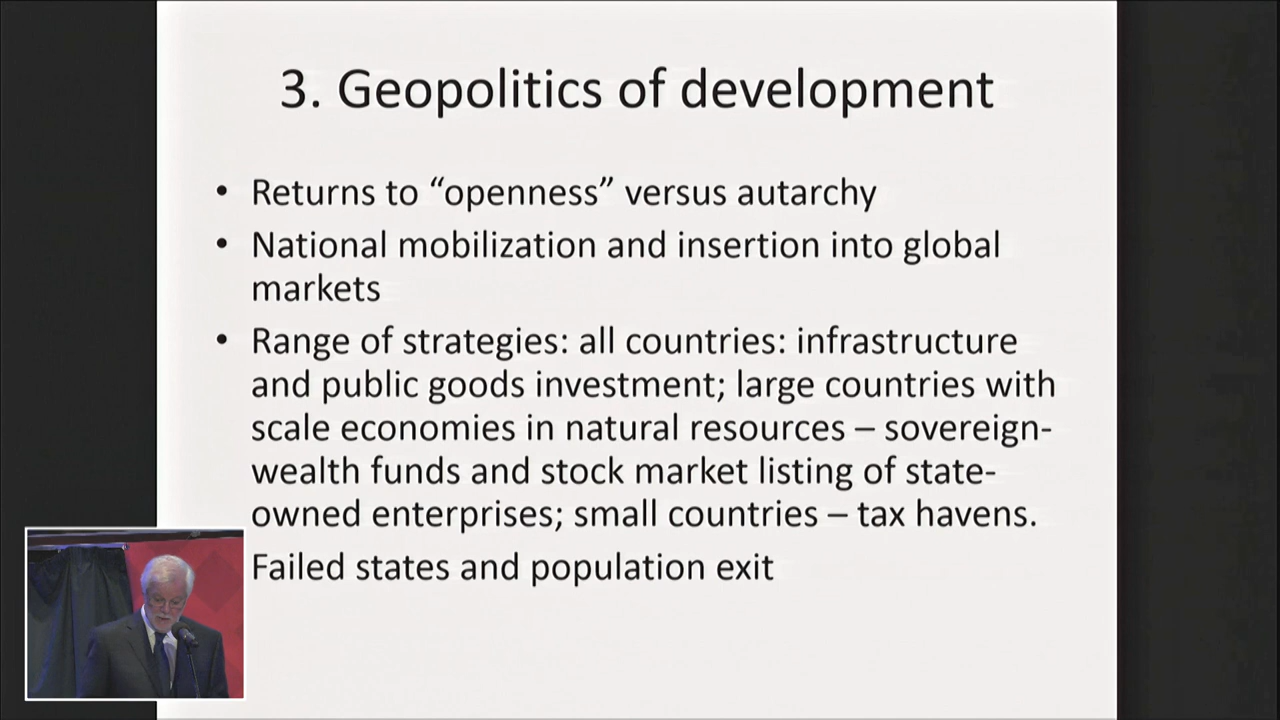 3. Geopolitics of development
• Returns to “openness” versus autarchy
• National mobilization and insertion into global
markets
• Range of strategies: all countries: infrastructure
and public goods investment; large countries with
scale economies in natural resources – sovereign-
wealth funds and stock market listing of state-
owned enterprises; small countries – tax havens.
Failed states and population exit